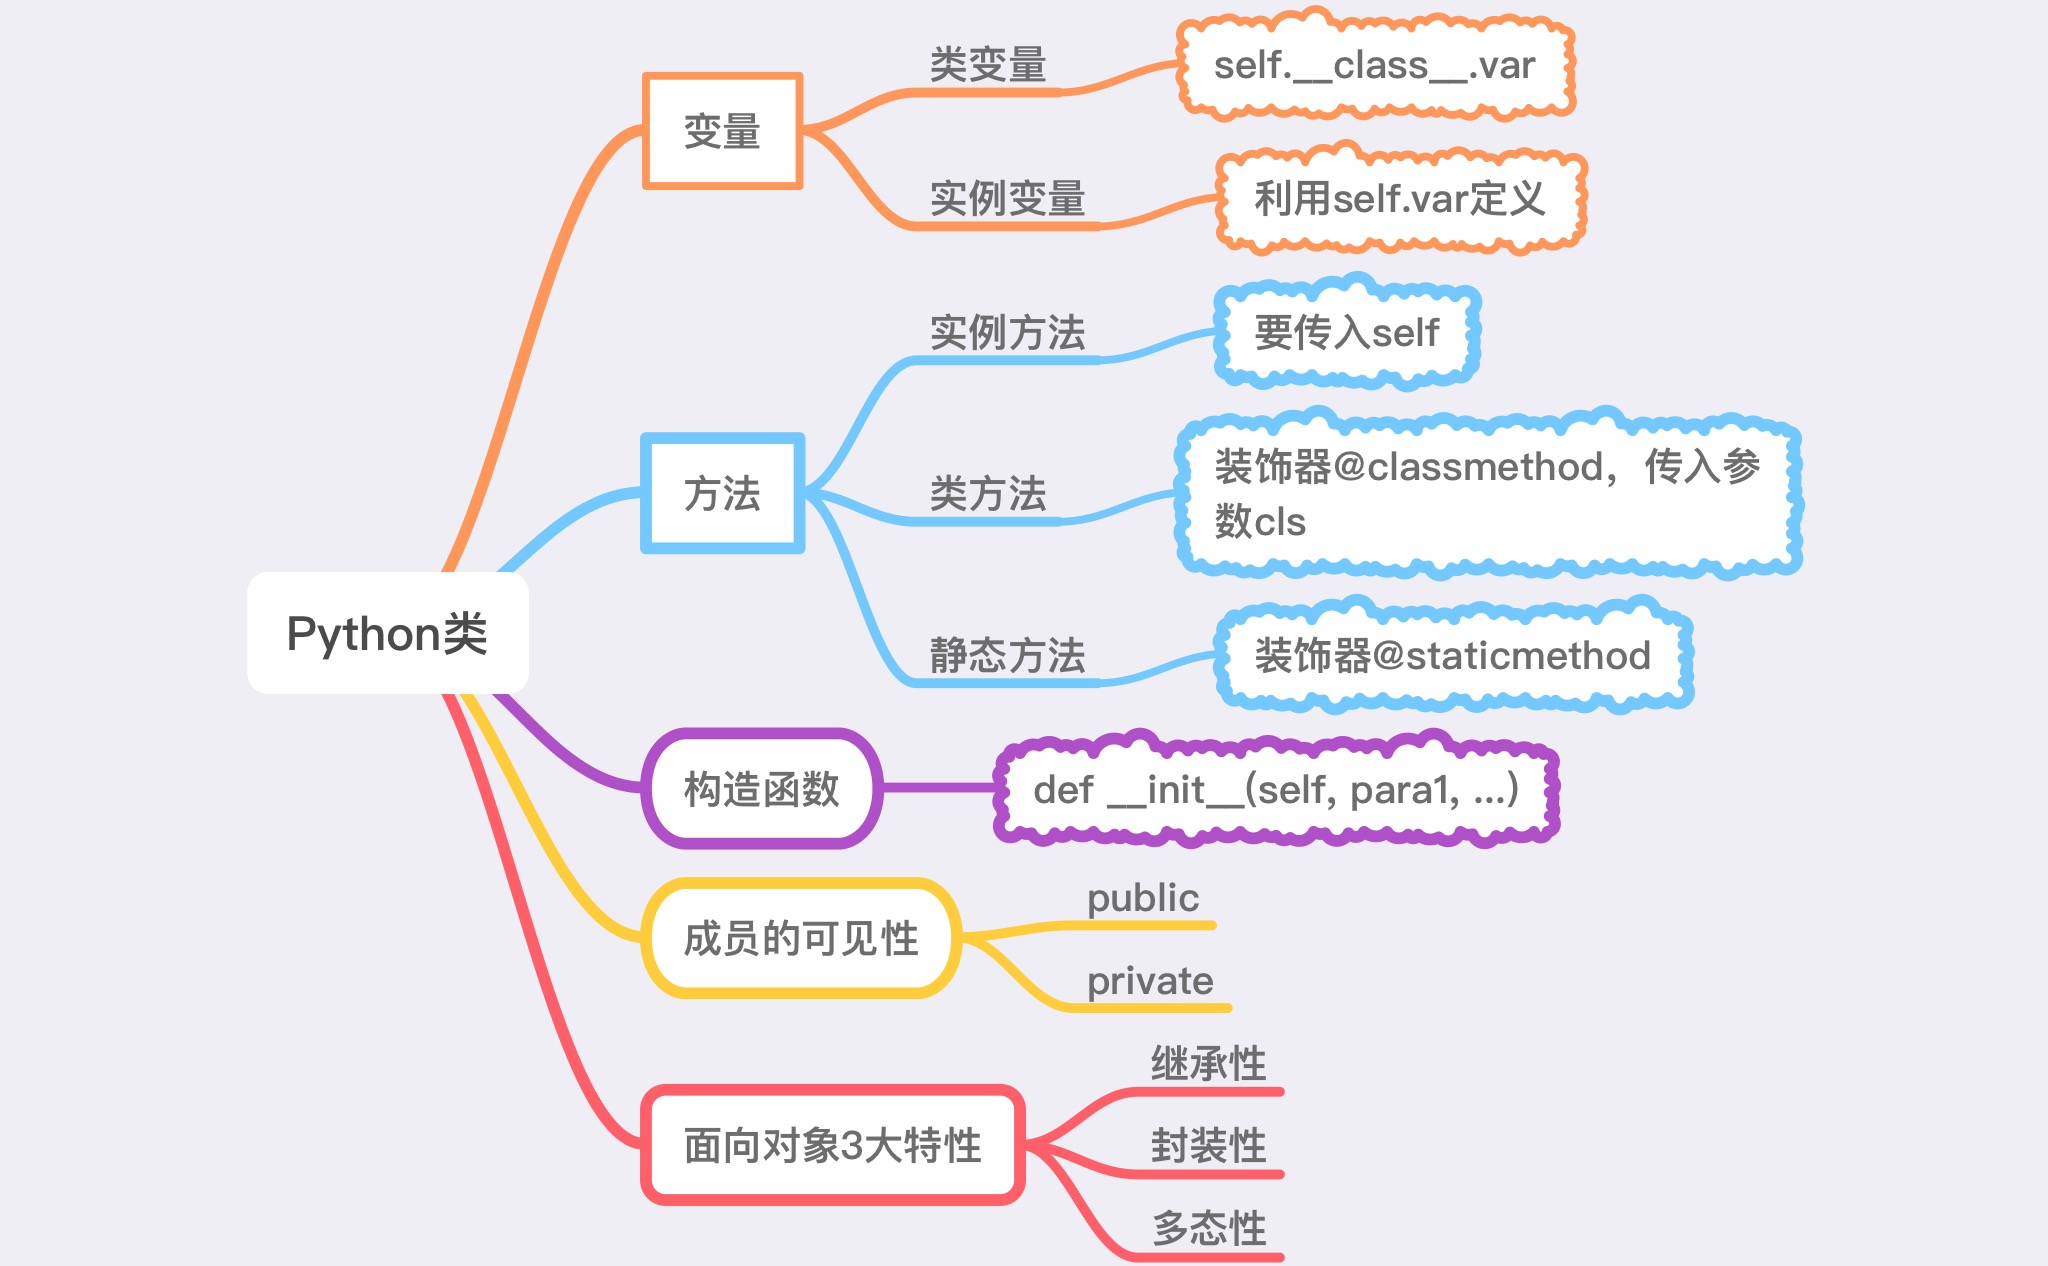 Python类
变量
类变量
self.__class__.var
实例变量
利用self.var定义
方法
实例方法
要传入self
类方法
装饰器@classmethod，传入参
数cls
静态方法
装饰器@staticmethod
构造函数
def __init__(self, para1, ...)
成员的可见性
public
private
面向对象3大特性
继承性
封装性
多态性